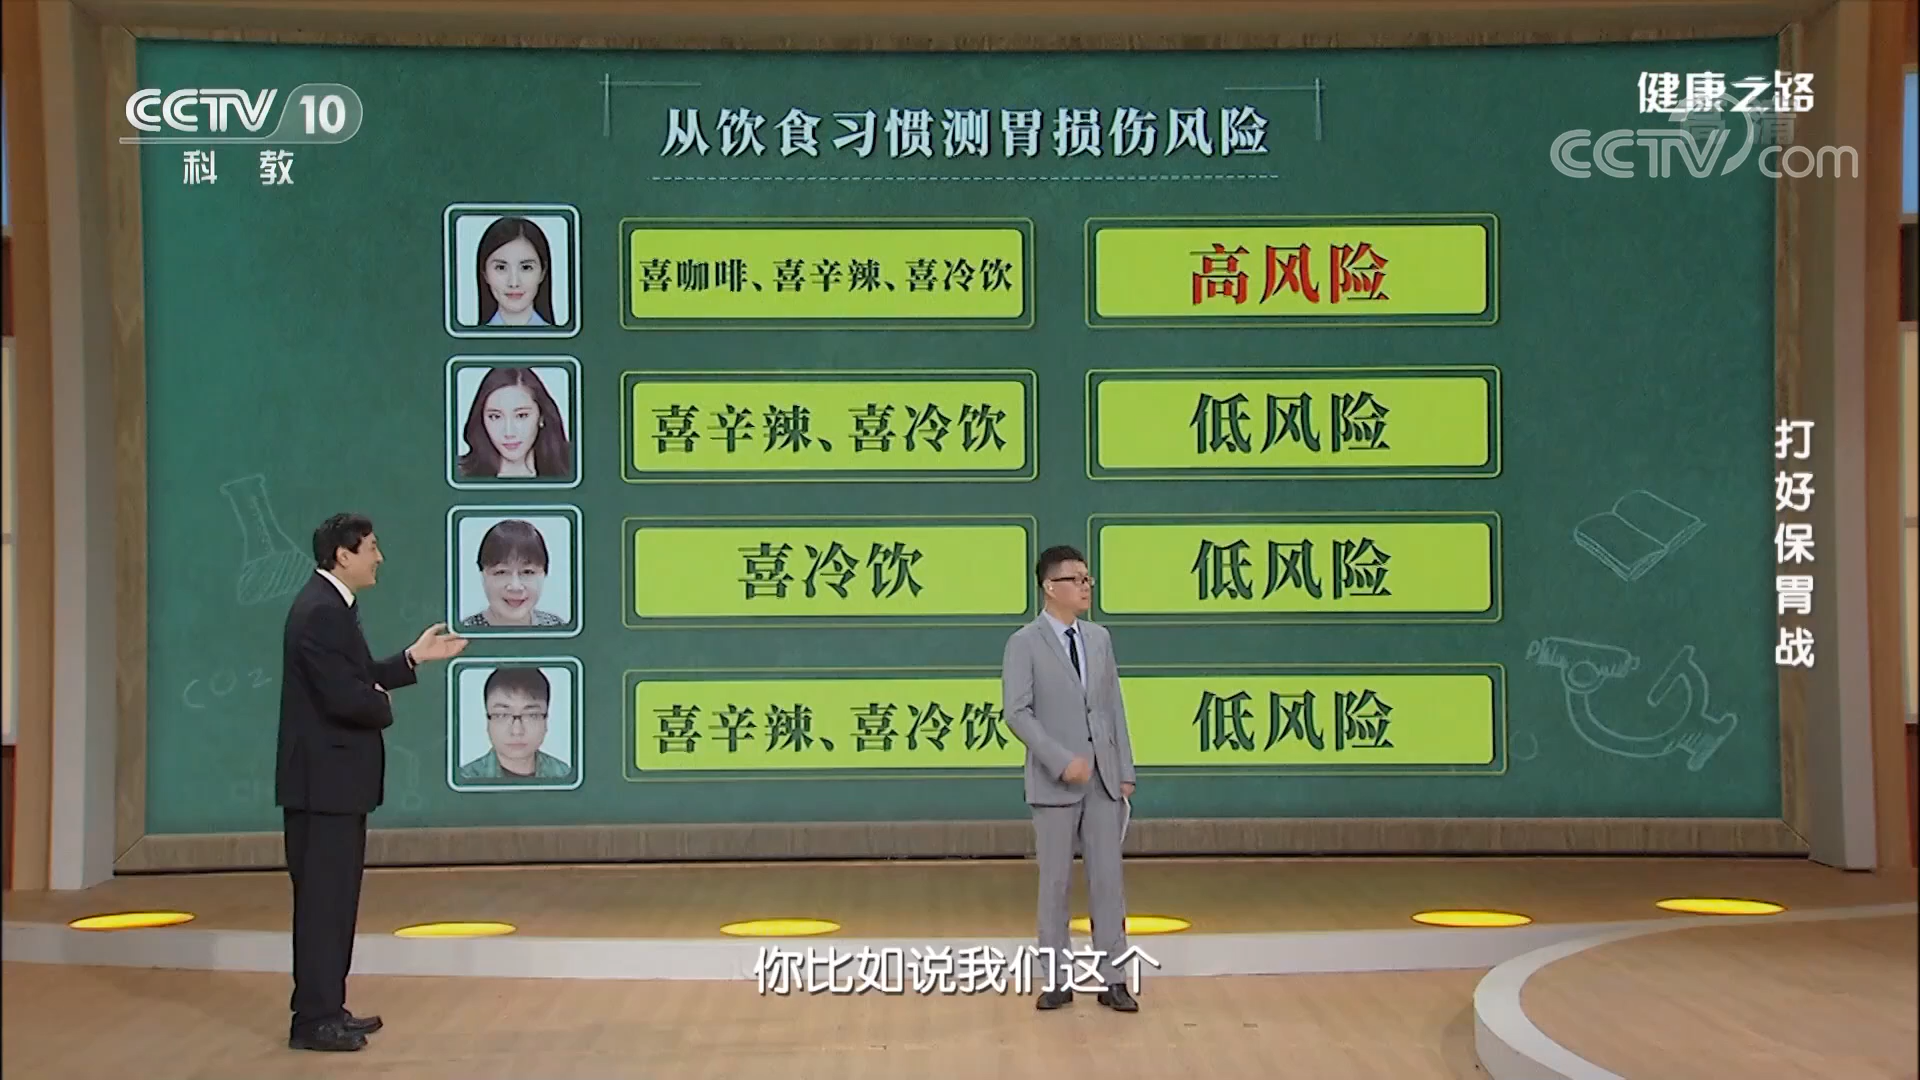 CCTV 10
科 教
健康之路
高清
CCTV.com
从饮食习惯测胃损伤风险
喜咖啡、喜辛辣、喜冷饮
高风险
喜辛辣、喜冷饮
低风险
喜冷饮
低风险
喜辛辣、喜冷饮
低风险
打好保胃战
CO2
你比如说我们这个